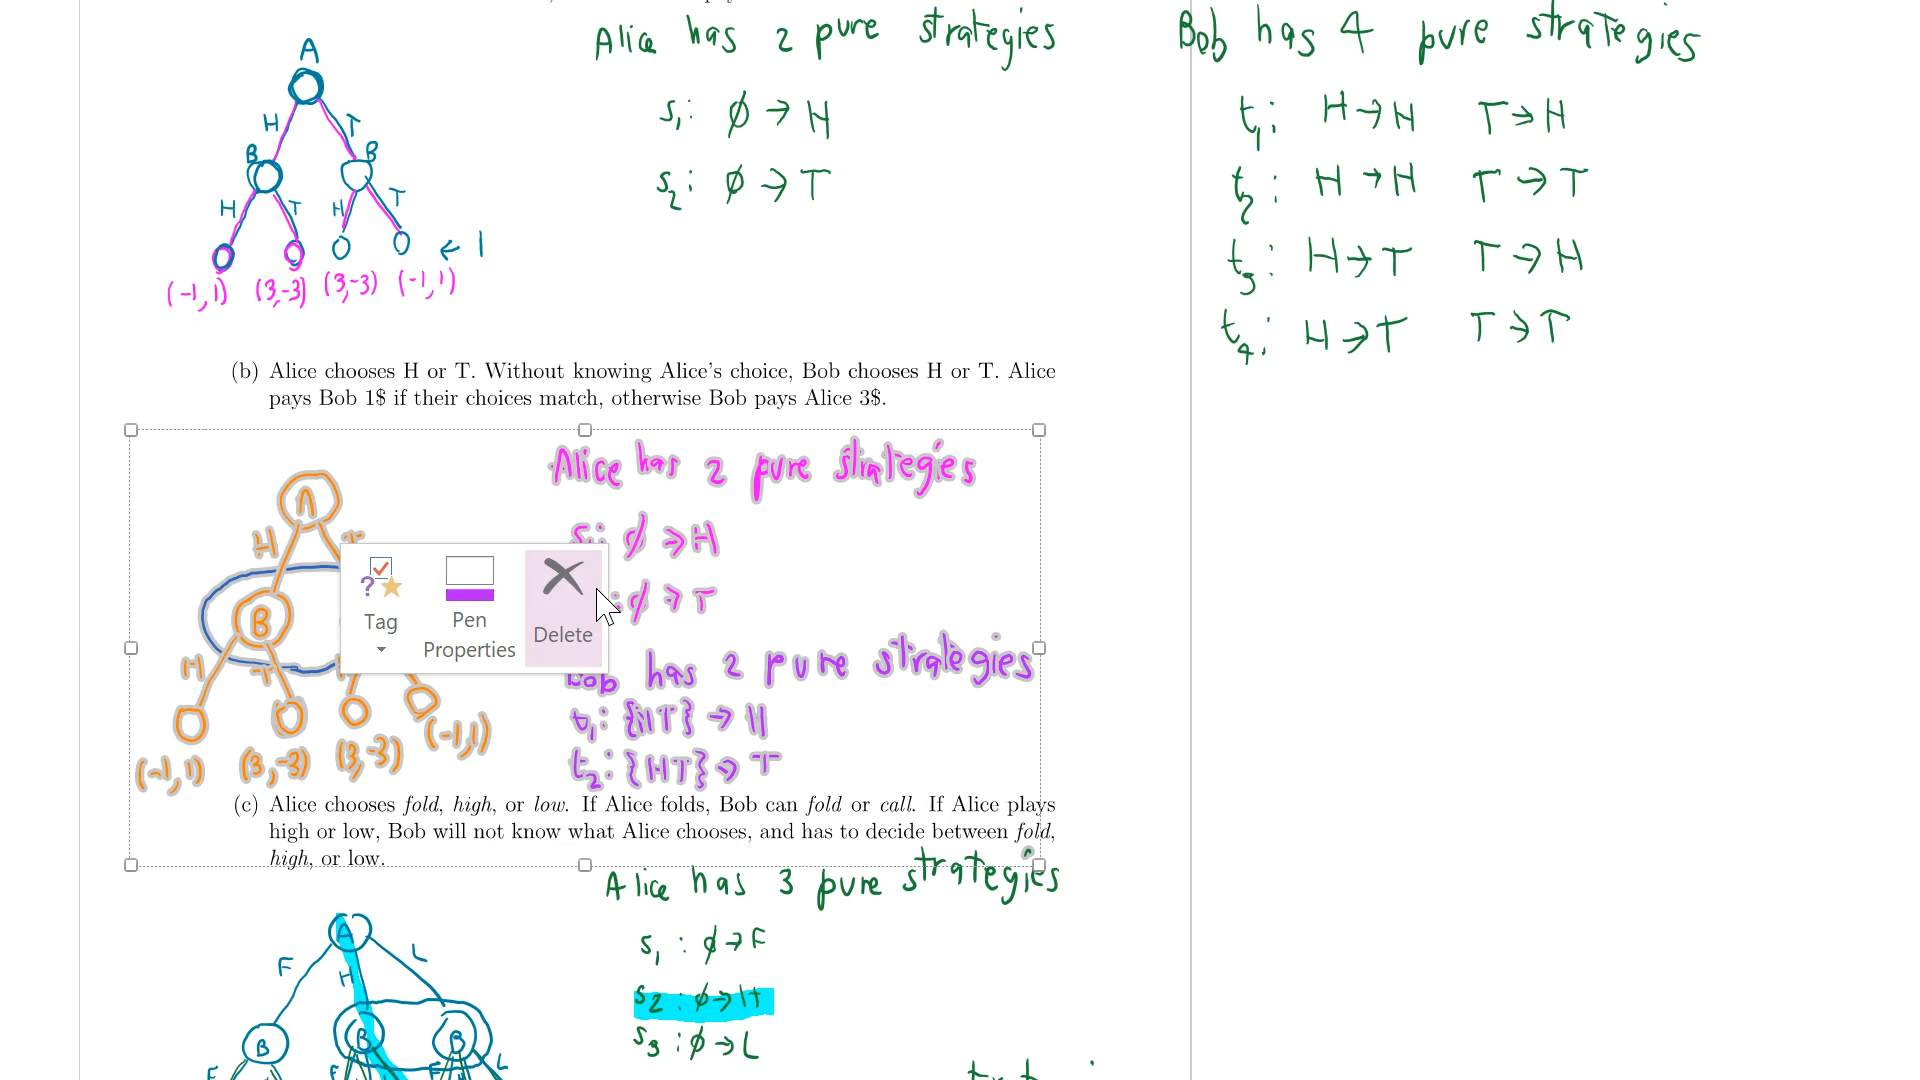 Alice has 2 pure strategies
s1: ∅ → H
s2: ∅ → T
Bob has 4 pure strategies
t1: H → H T → H
t2: H → H T → T
t3: H → T T → H
t4: H → T T → T
A
H T
B B
H T H T
← 1
(-1,1) (3,-3) (3,-3) (-1,1)
(b) Alice chooses H or T. Without knowing Alice's choice, Bob chooses H or T. Alice
pays Bob 1$ if their choices match, otherwise Bob pays Alice 3$.
Alice has 2 pure strategies
s1: ∅ → H
: ∅ → T
Bob has 2 pure strategies
t1: {HT} → H
t2: {HT} → T
A
H T
B
H T
(-1,1) (3,-3) (3,-3) (-1,1)
Tag
Pen
Properties
Delete
(c) Alice chooses fold, high, or low. If Alice folds, Bob can fold or call. If Alice plays
high or low, Bob will not know what Alice chooses, and has to decide between fold,
high, or low.
Alice has 3 pure strategies
s1 : ∅ → F
s2 : ∅ → H
s3 : ∅ → L
A
F H L
B B B
F F F H L